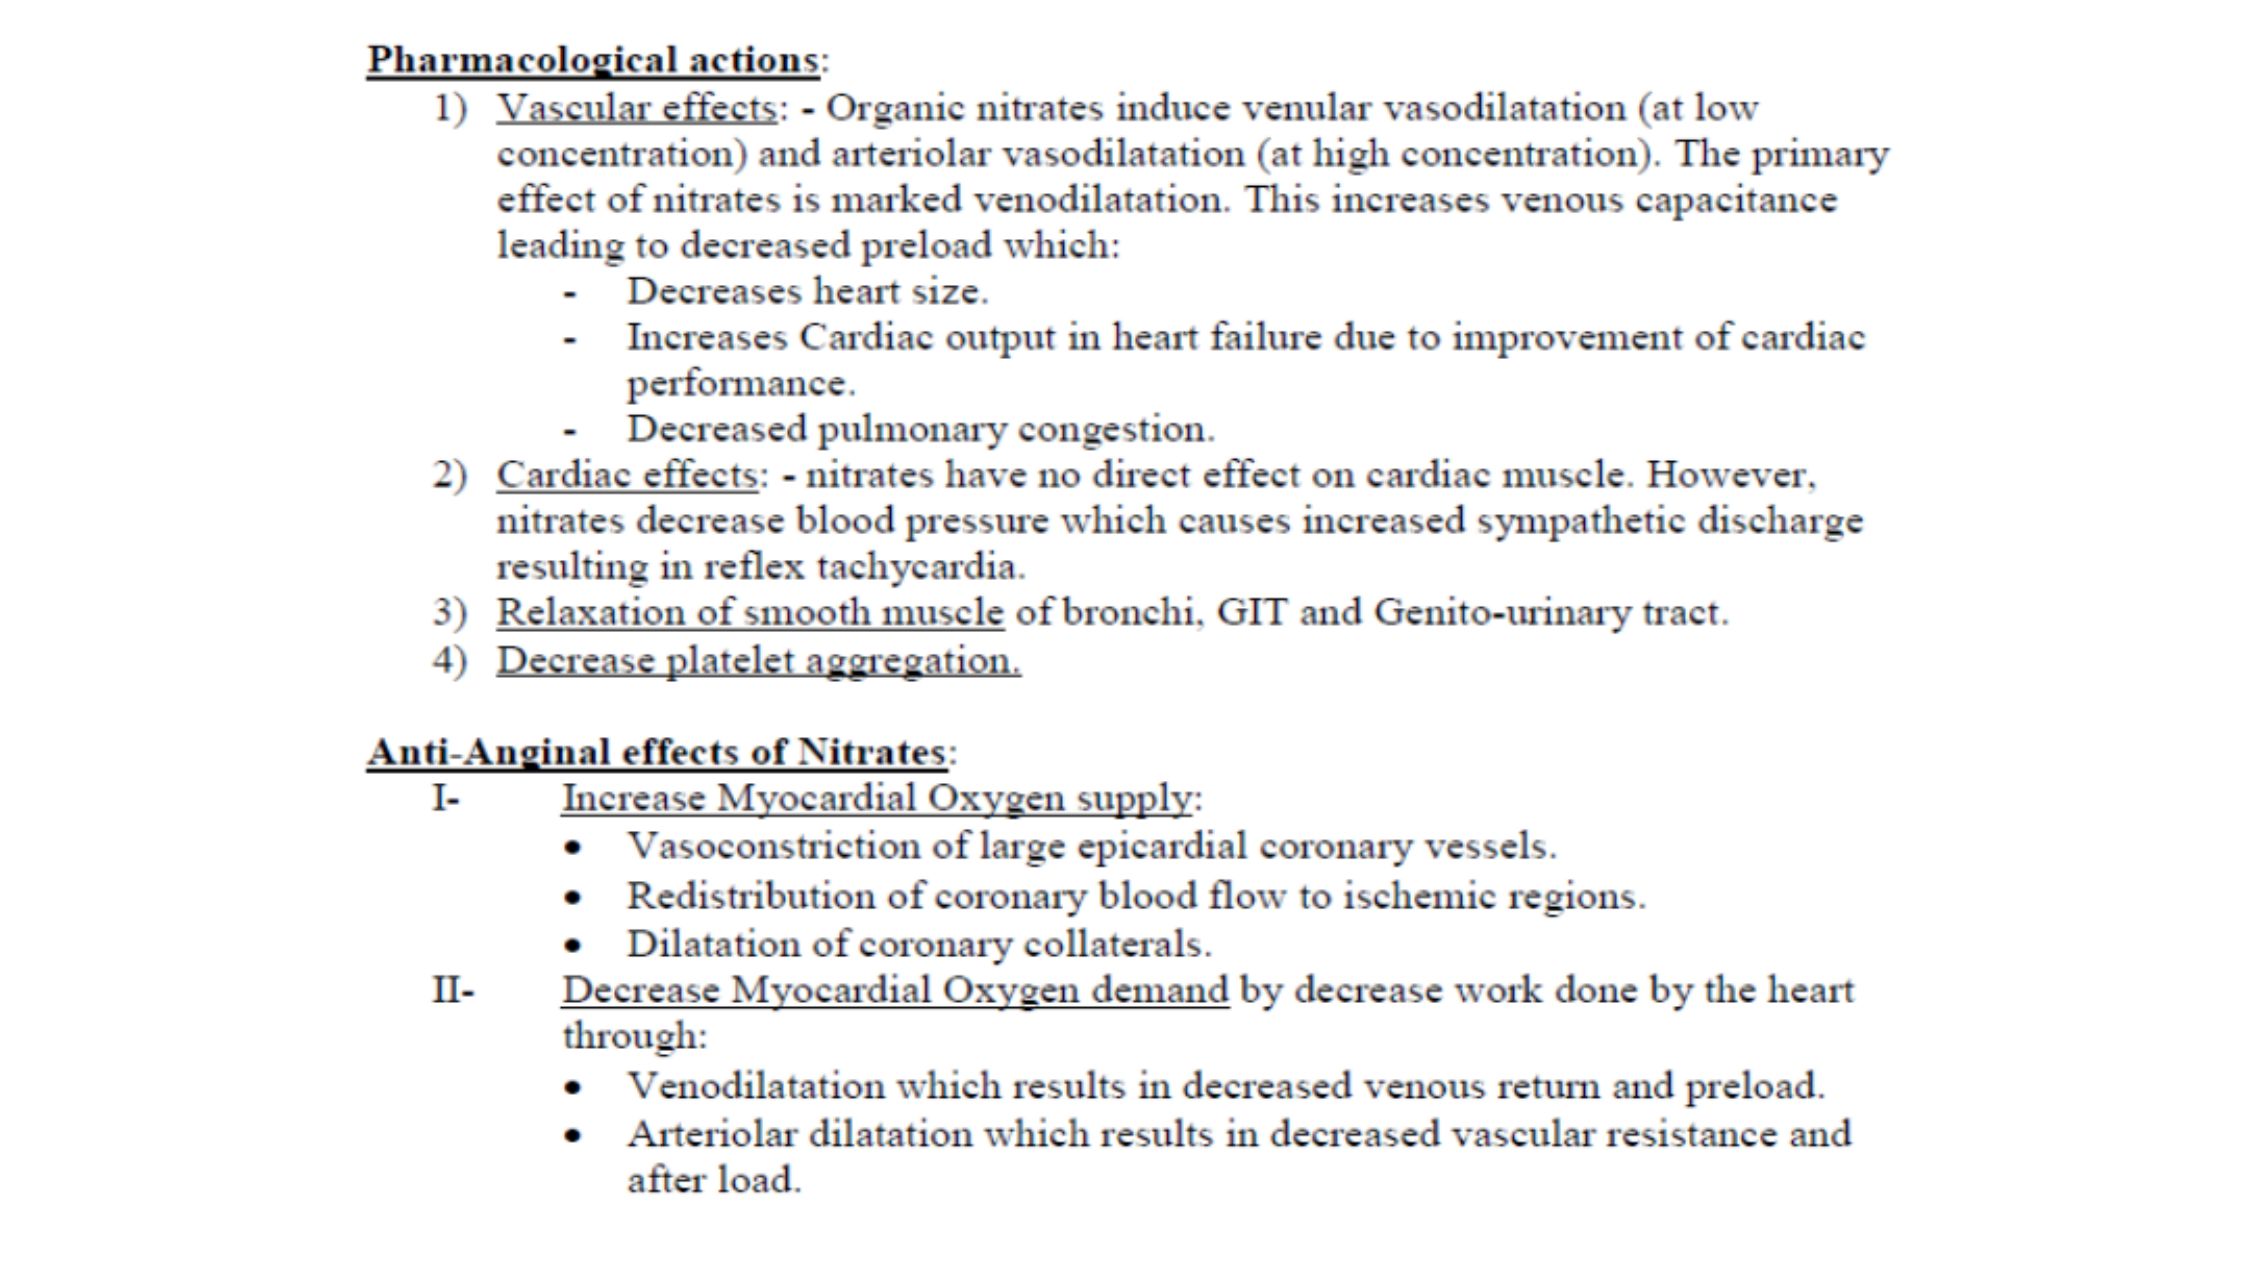 Pharmacological actions:
1) Vascular effects: - Organic nitrates induce venular vasodilatation (at low
concentration) and arteriolar vasodilatation (at high concentration). The primary
effect of nitrates is marked venodilatation. This increases venous capacitance
leading to decreased preload which:
- Decreases heart size.
- Increases Cardiac output in heart failure due to improvement of cardiac
performance.
- Decreased pulmonary congestion.
2) Cardiac effects: - nitrates have no direct effect on cardiac muscle. However,
nitrates decrease blood pressure which causes increased sympathetic discharge
resulting in reflex tachycardia.
3) Relaxation of smooth muscle of bronchi, GIT and Genito-urinary tract.
4) Decrease platelet aggregation.
Anti-Anginal effects of Nitrates:
I- Increase Myocardial Oxygen supply:
• Vasoconstriction of large epicardial coronary vessels.
• Redistribution of coronary blood flow to ischemic regions.
• Dilatation of coronary collaterals.
II- Decrease Myocardial Oxygen demand by decrease work done by the heart
through:
• Venodilatation which results in decreased venous return and preload.
• Arteriolar dilatation which results in decreased vascular resistance and
after load.